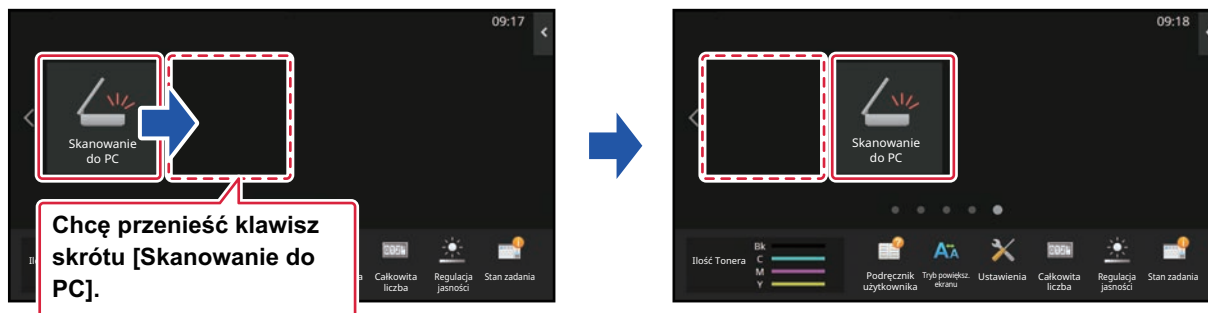 09:17
Skanowanie
do PC
Chcę przenieść klawisz
skrótu [Skanowanie do
PC].
Całkowita
liczba
Regulacja
jasności
Stan zadania
09:18
Skanowanie
do PC
Ilość Tonera
Bk
C
M
Y
Podręcznik
użytkownika
Tryb powiększ.
ekranu
Ustawienia
Całkowita
liczba
Regulacja
jasności
Stan zadania